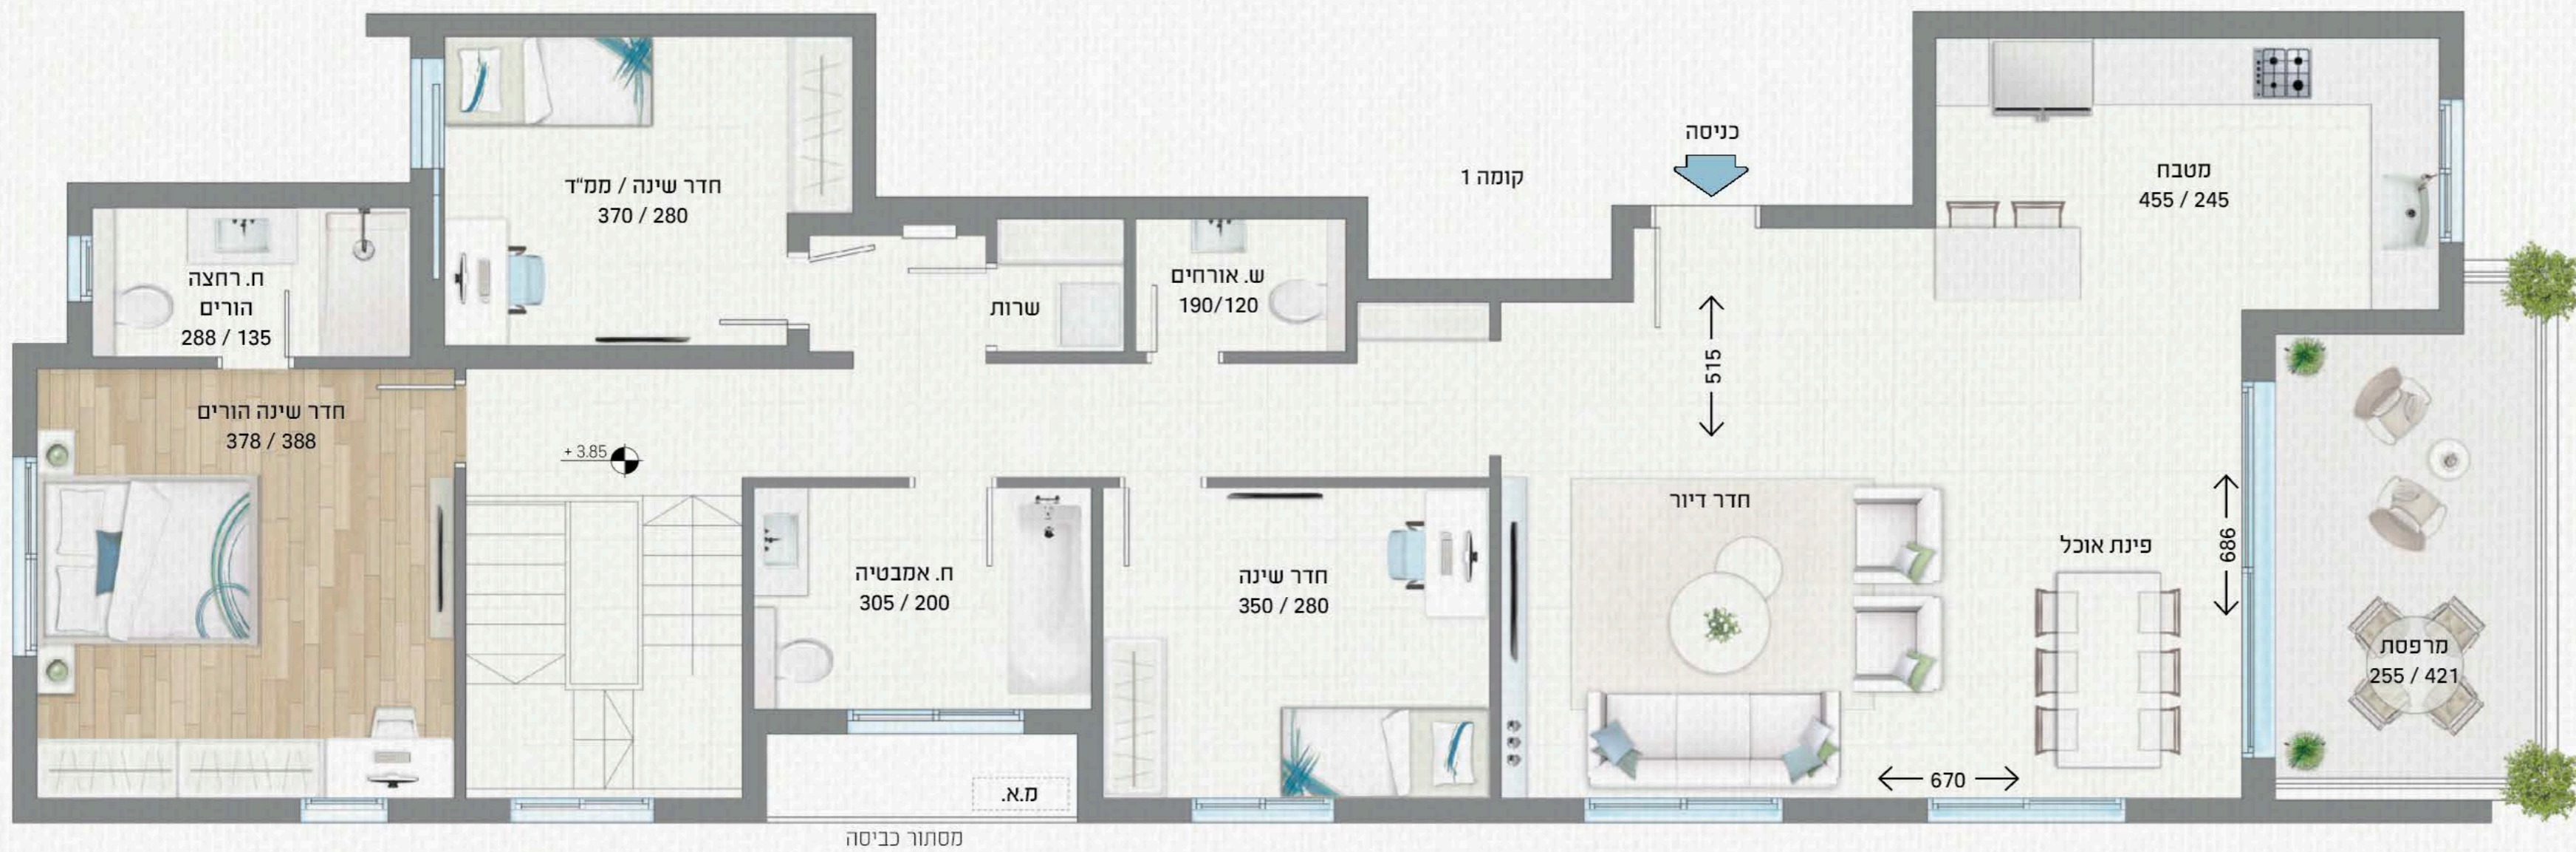 כניסה
קומה 1
מטבח
455 / 245
חדר שינה / ממ"ד
370 / 280
ח. רחצה
הורים
288 / 135
שרות
ש. אורחים
190/120
515
חדר שינה הורים
378 / 388
+ 3.85
חדר דיור
פינת אוכל
686
ח. אמבטיה
305 / 200
חדר שינה
350 / 280
מרפסת
255 / 421
670
מ.א.
מסתור כביסה